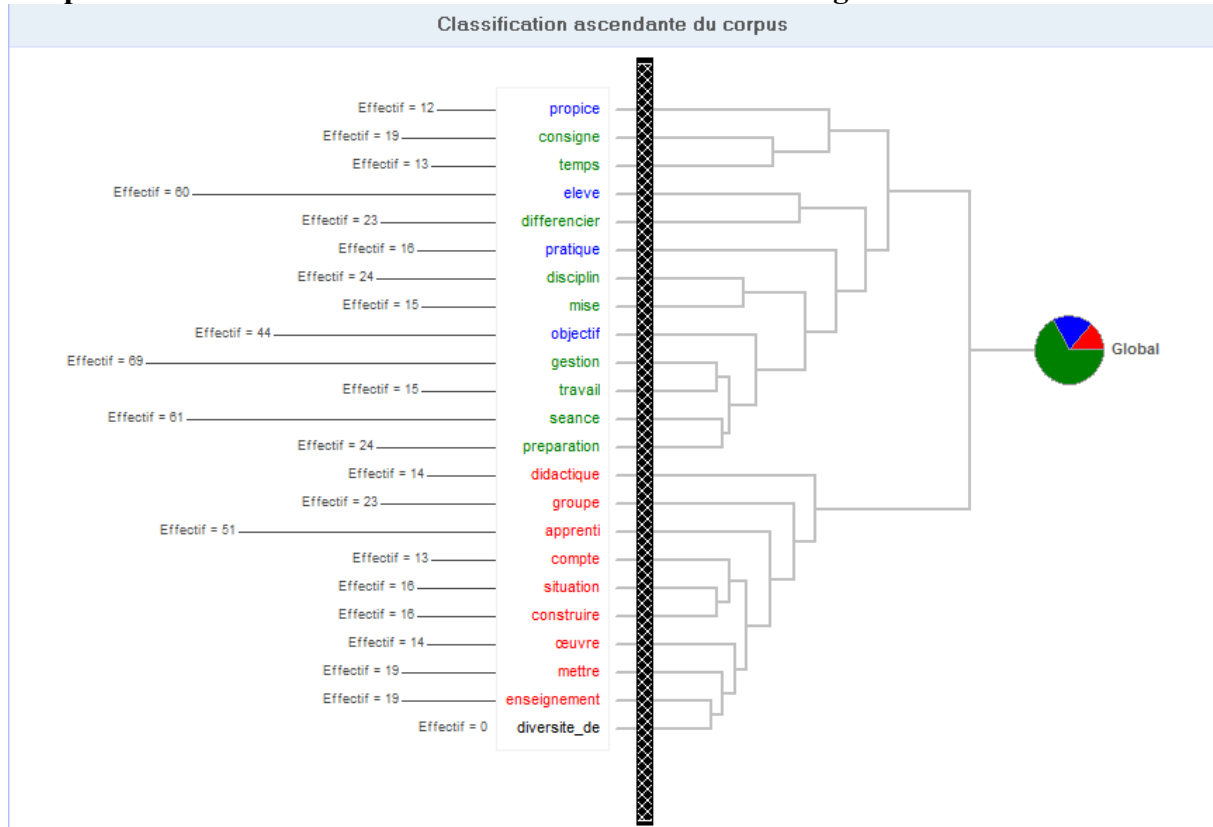 Classification ascendante du corpus
Effectif = 12 propice
Effectif = 19 consigne
Effectif = 13 temps
Effectif = 60 eleve
Effectif = 23 differencier
Effectif = 16 pratique
Effectif = 24 disciplin
Effectif = 15 mise
Effectif = 44 objectif
Effectif = 69 gestion
Effectif = 15 travail
Effectif = 61 seance
Effectif = 24 preparation
Effectif = 14 didactique
Effectif = 23 groupe
Effectif = 51 apprenti
Effectif = 13 compte
Effectif = 16 situation
Effectif = 16 construire
Effectif = 14 œuvre
Effectif = 19 mettre
Effectif = 19 enseignement
Effectif = 0 diversite_de
Global